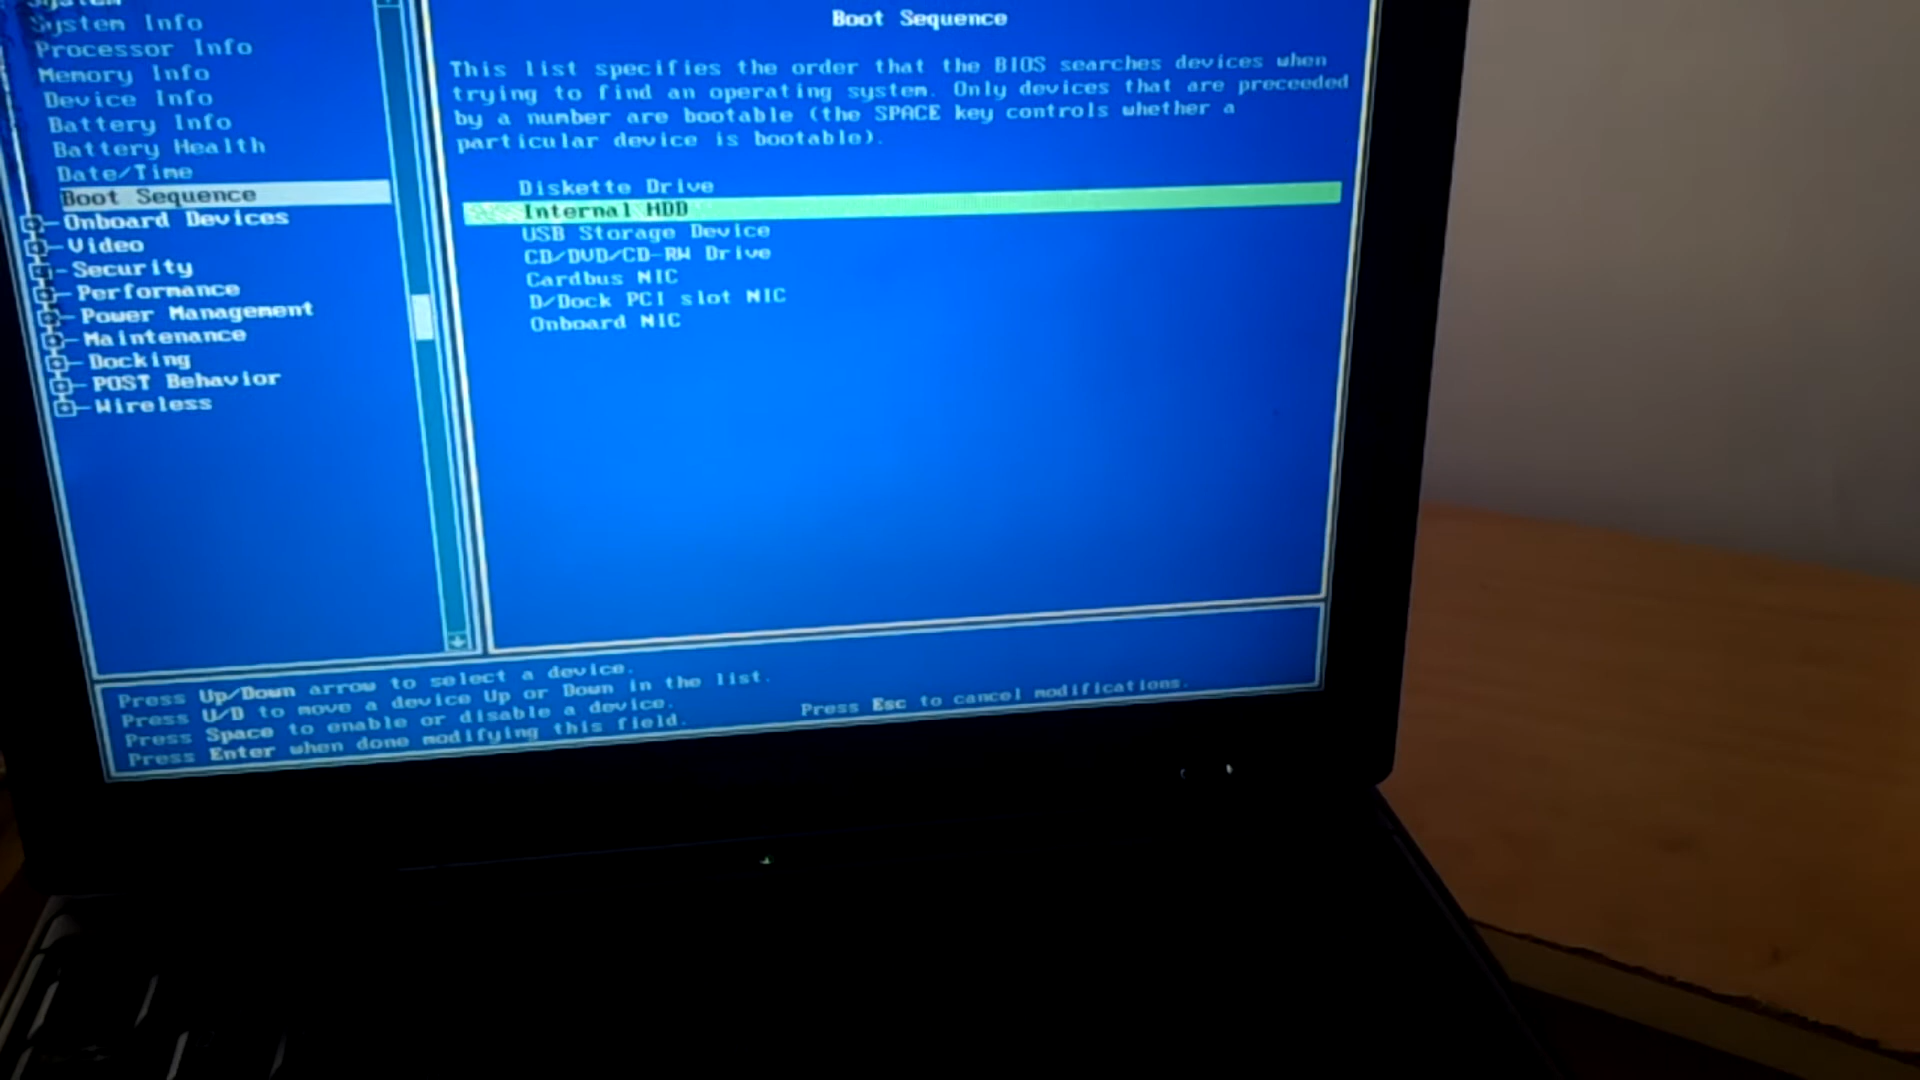 System
System Info
Processor Info
Memory Info
Device Info
Battery Info
Battery Health
Date/Time
Boot Sequence
Onboard Devices
Video
Security
Performance
Power Management
Maintenance
Docking
POST Behavior
Wireless
Boot Sequence
This list specifies the order that the BIOS searches devices when
trying to find an operating system. Only devices that are preceeded
by a number are bootable (the SPACE key controls whether a
particular device is bootable).
Diskette Drive
Internal HDD
USB Storage Device
CD/DVD/CD-RW Drive
Cardbus NIC
D/Dock PCI slot NIC
Onboard NIC
Press Up/Down arrow to select a device.
Press U/D to move a device Up or Down in the list.
Press Space to enable or disable a device.
Press Enter when done modifying this field.
Press Esc to cancel modifications.